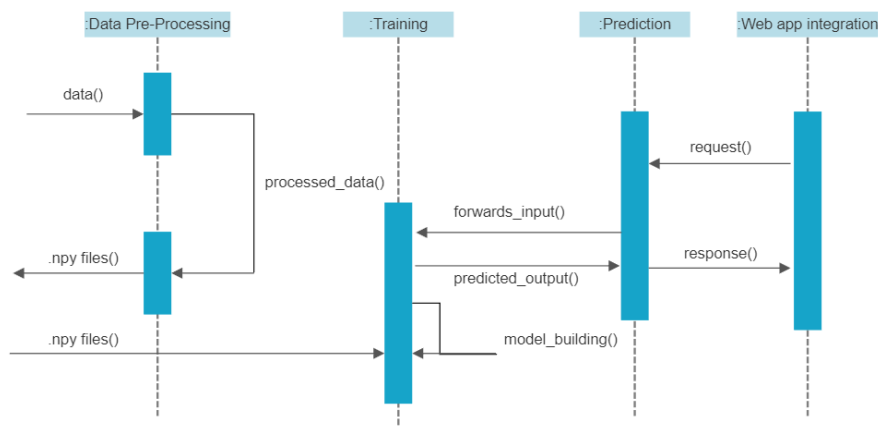 :Data Pre-Processing
:Training
:Prediction
:Web app integration
data()
request()
processed_data()
forwards_input()
.npy files()
predicted_output()
response()
.npy files()
model_building()